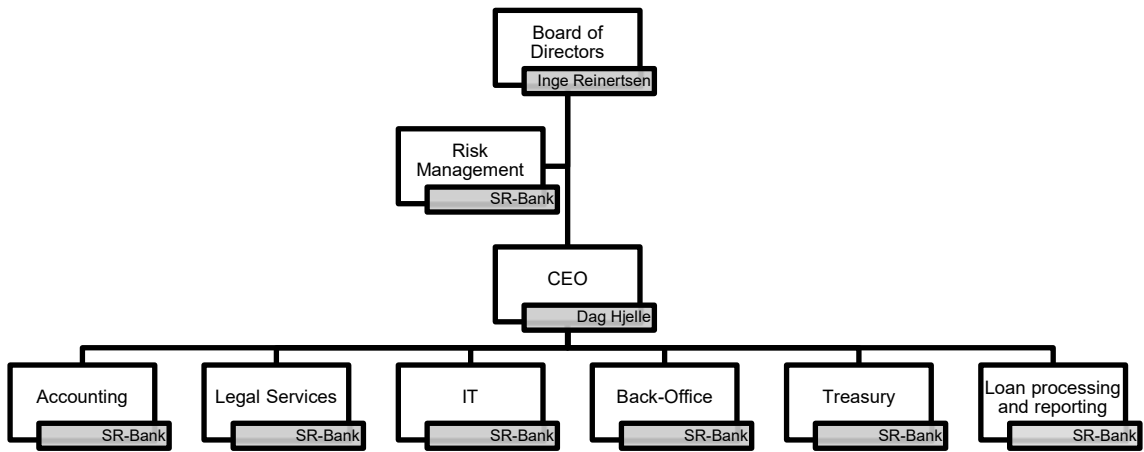 Board of
Directors
Inge Reinertsen
Risk
Management
SR-Bank
CEO
Dag Hjelle
Accounting
SR-Bank
Legal Services
SR-Bank
IT
SR-Bank
Back-Office
SR-Bank
Treasury
SR-Bank
Loan processing
and reporting
SR-Bank